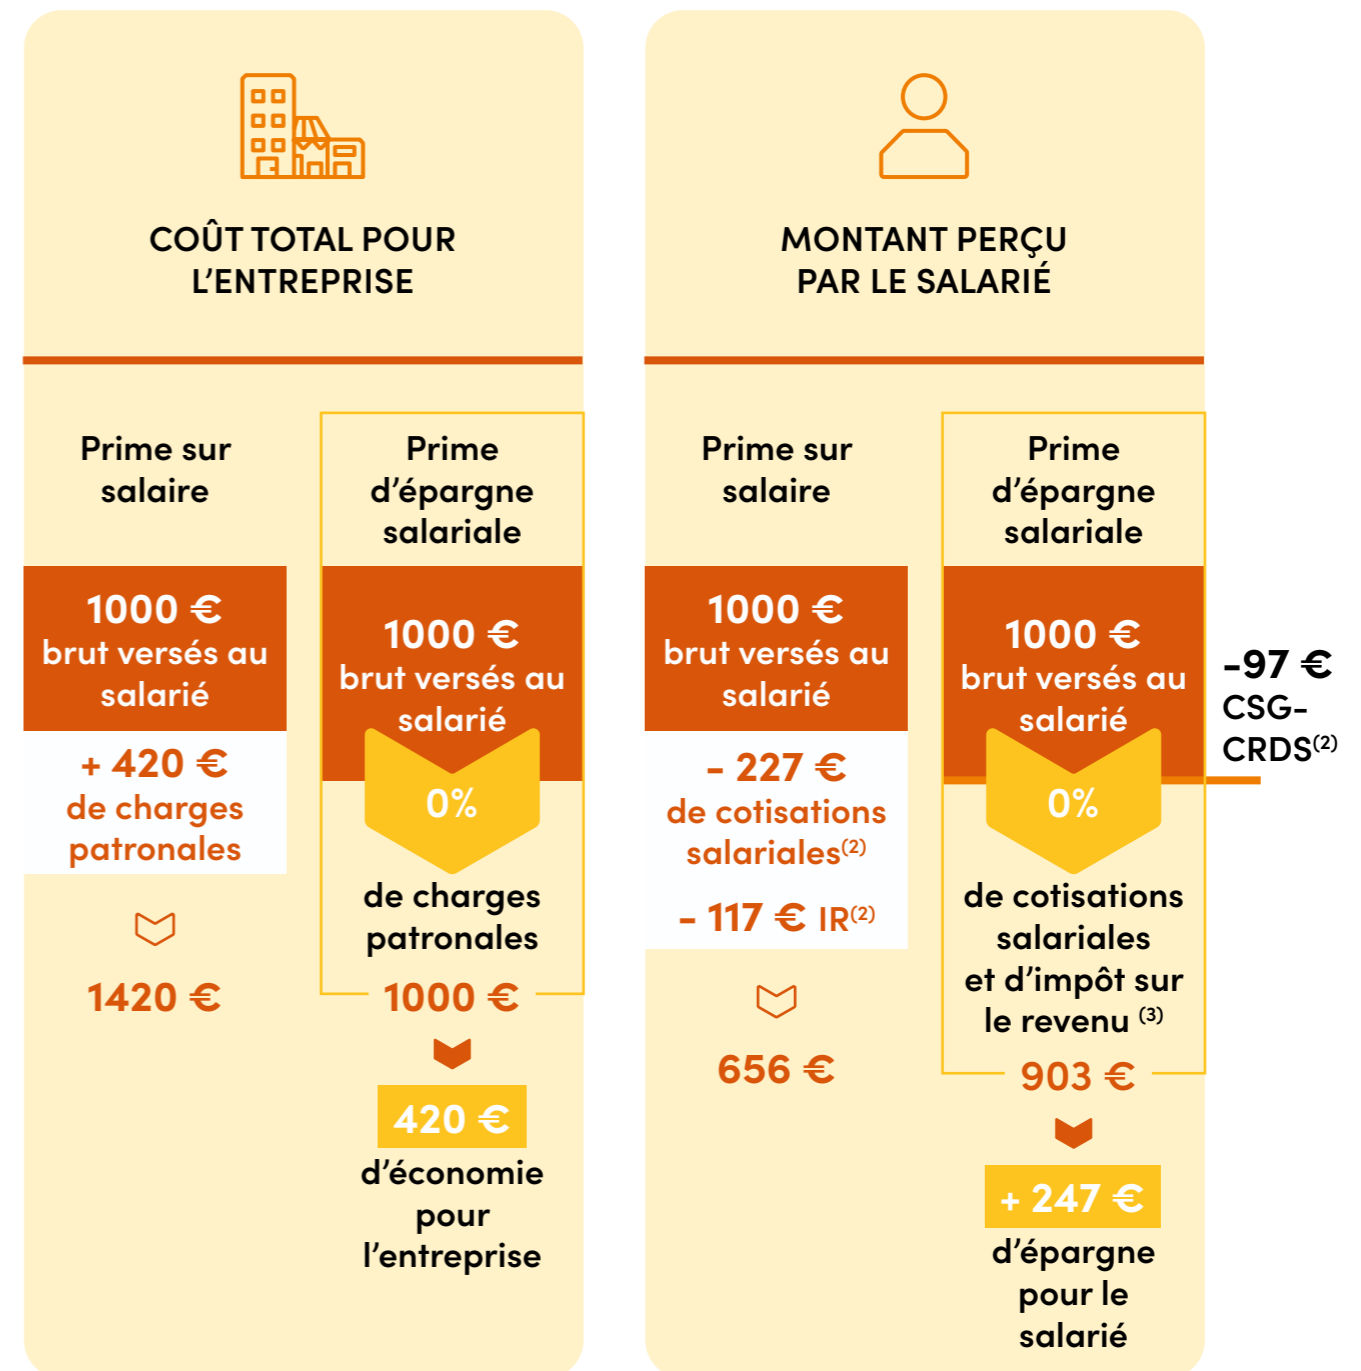 COÛT TOTAL POUR
L’ENTREPRISE
Prime sur
salaire
1000 €
brut versés au
salarié
+ 420 €
de charges
patronales
1420 €
Prime
d’épargne
salariale
1000 €
brut versés au
salarié
0%
de charges
patronales
1000 €
420 €
d’économie
pour
l’entreprise
MONTANT PERÇU
PAR LE SALARIÉ
Prime sur
salaire
1000 €
brut versés au
salarié
- 227 €
de cotisations
salariales(2)
- 117 € IR(2)
656 €
Prime
d’épargne
salariale
1000 €
brut versés au
salarié
0%
de cotisations
salariales
et d’impôt sur
le revenu (3)
903 €
+ 247 €
d’épargne
pour le
salarié
-97 €
CSG-
CRDS(2)